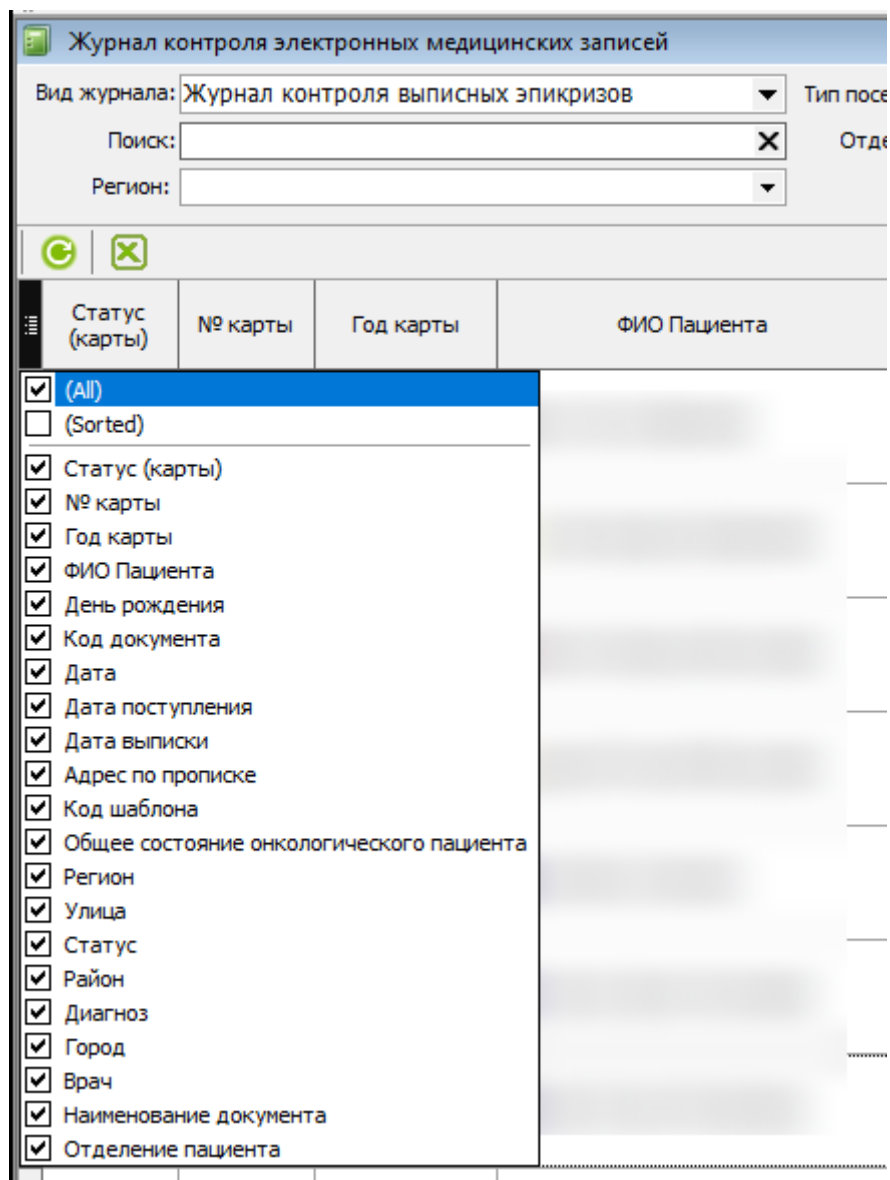 Журнал контроля электронных медицинских записей
Вид журнала: Журнал контроля выписных эпикризов
Поиск:
Регион:
Статус (карты) № карты Год карты ФИО Пациента
(All)
(Sorted)
Статус (карты)
№ карты
Год карты
ФИО Пациента
День рождения
Код документа
Дата
Дата поступления
Дата выписки
Адрес по прописке
Код шаблона
Общее состояние онкологического пациента
Регион
Улица
Статус
Район
Диагноз
Город
Врач
Наименование документа
Отделение пациента